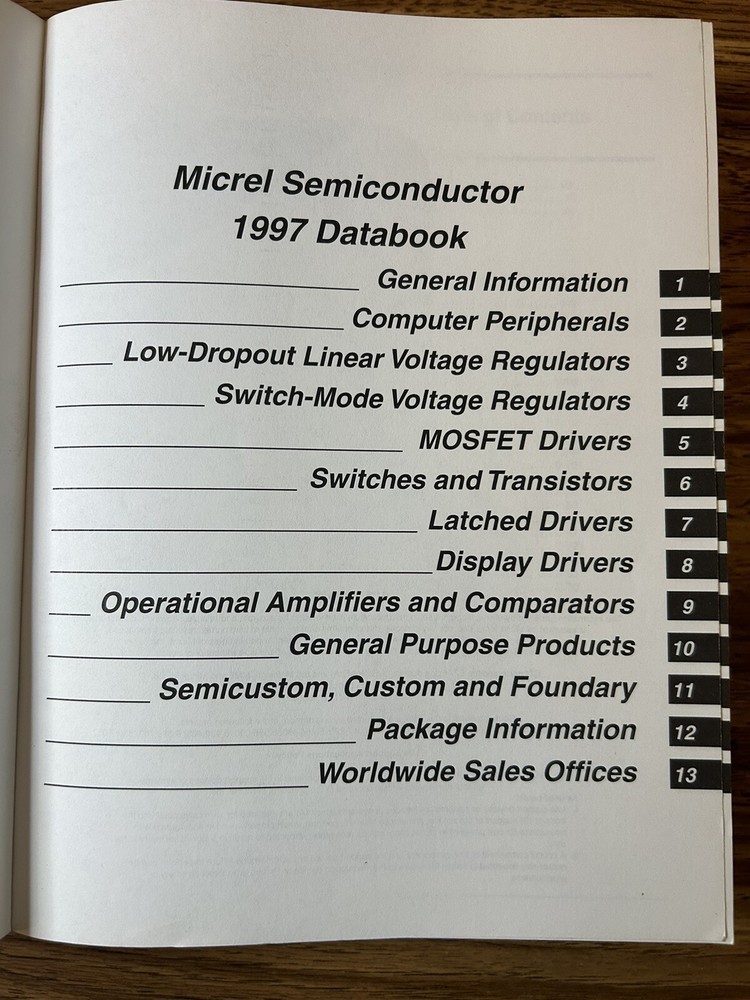 Micrel Semiconductor
1997 Databook
General Information 1
Computer Peripherals 2
Low-Dropout Linear Voltage Regulators 3
Switch-Mode Voltage Regulators 4
MOSFET Drivers 5
Switches and Transistors 6
Latched Drivers 7
Display Drivers 8
Operational Amplifiers and Comparators 9
General Purpose Products 10
Semicustom, Custom and Foundary 11
Package Information 12
Worldwide Sales Offices 13